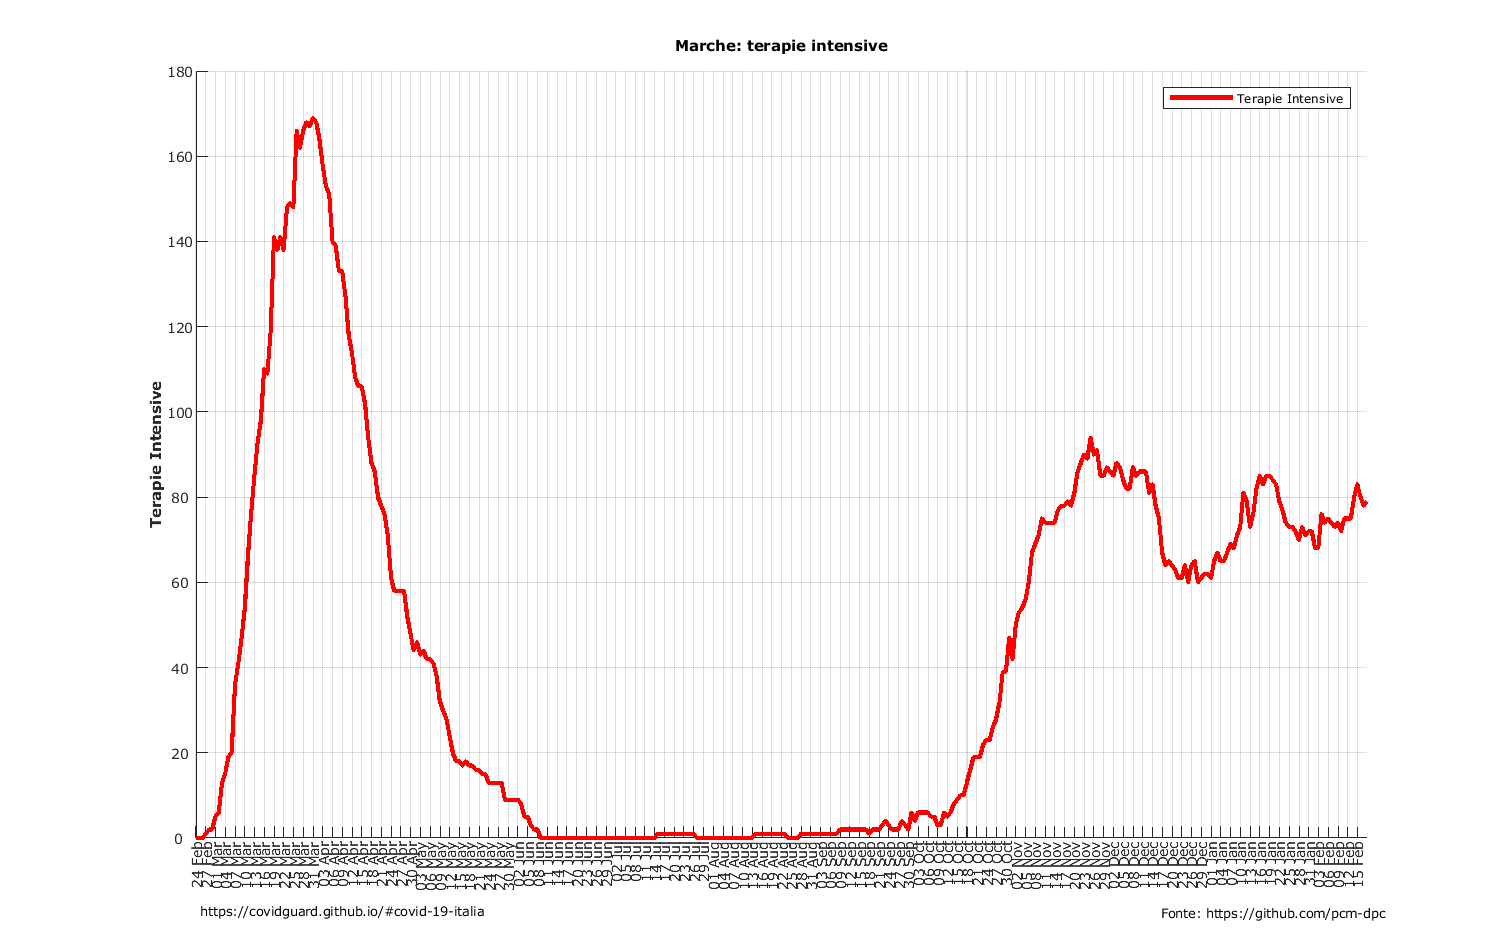 Marche: terapie intensive
Terapie Intensive
180
160
140
120
100
80
60
40
20
0
Terapie Intensive
24 Feb
27 Feb
01 Mar
04 Mar
07 Mar
10 Mar
13 Mar
16 Mar
19 Mar
22 Mar
25 Mar
28 Mar
31 Mar
03 Apr
06 Apr
09 Apr
12 Apr
15 Apr
18 Apr
21 Apr
24 Apr
27 Apr
30 Apr
03 May
06 May
09 May
12 May
15 May
18 May
21 May
24 May
27 May
30 May
02 Jun
05 Jun
08 Jun
11 Jun
14 Jun
17 Jun
20 Jun
23 Jun
26 Jun
29 Jun
02 Jul
05 Jul
08 Jul
11 Jul
14 Jul
17 Jul
20 Jul
23 Jul
26 Jul
29 Jul
01 Aug
04 Aug
07 Aug
10 Aug
13 Aug
16 Aug
19 Aug
22 Aug
25 Aug
28 Aug
31 Aug
03 Sep
06 Sep
09 Sep
12 Sep
15 Sep
18 Sep
21 Sep
24 Sep
27 Sep
30 Sep
03 Oct
06 Oct
09 Oct
12 Oct
15 Oct
18 Oct
21 Oct
24 Oct
27 Oct
30 Oct
02 Nov
05 Nov
08 Nov
11 Nov
14 Nov
17 Nov
20 Nov
23 Nov
26 Nov
29 Nov
02 Dec
05 Dec
08 Dec
11 Dec
14 Dec
17 Dec
20 Dec
23 Dec
26 Dec
29 Dec
01 Jan
04 Jan
07 Jan
10 Jan
13 Jan
16 Jan
19 Jan
22 Jan
25 Jan
28 Jan
31 Jan
03 Feb
06 Feb
09 Feb
12 Feb
15 Feb
https://covidguard.github.io/#covid-19-italia
Fonte: https://github.com/pcm-dpc